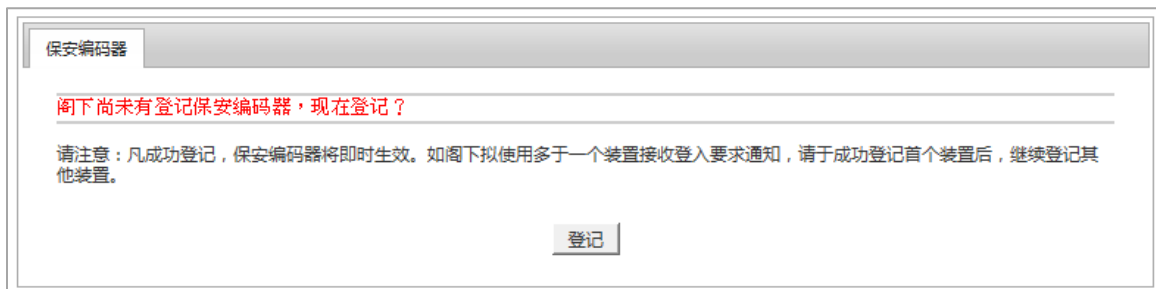 保安编码器
阁下尚未有登记保安编码器，现在登记？
请注意：凡成功登记，保安编码器将即时生效。如阁下拟使用多于一个装置接收登入要求通知，请于成功登记首个装置后，继续登记其
他装置。
登记